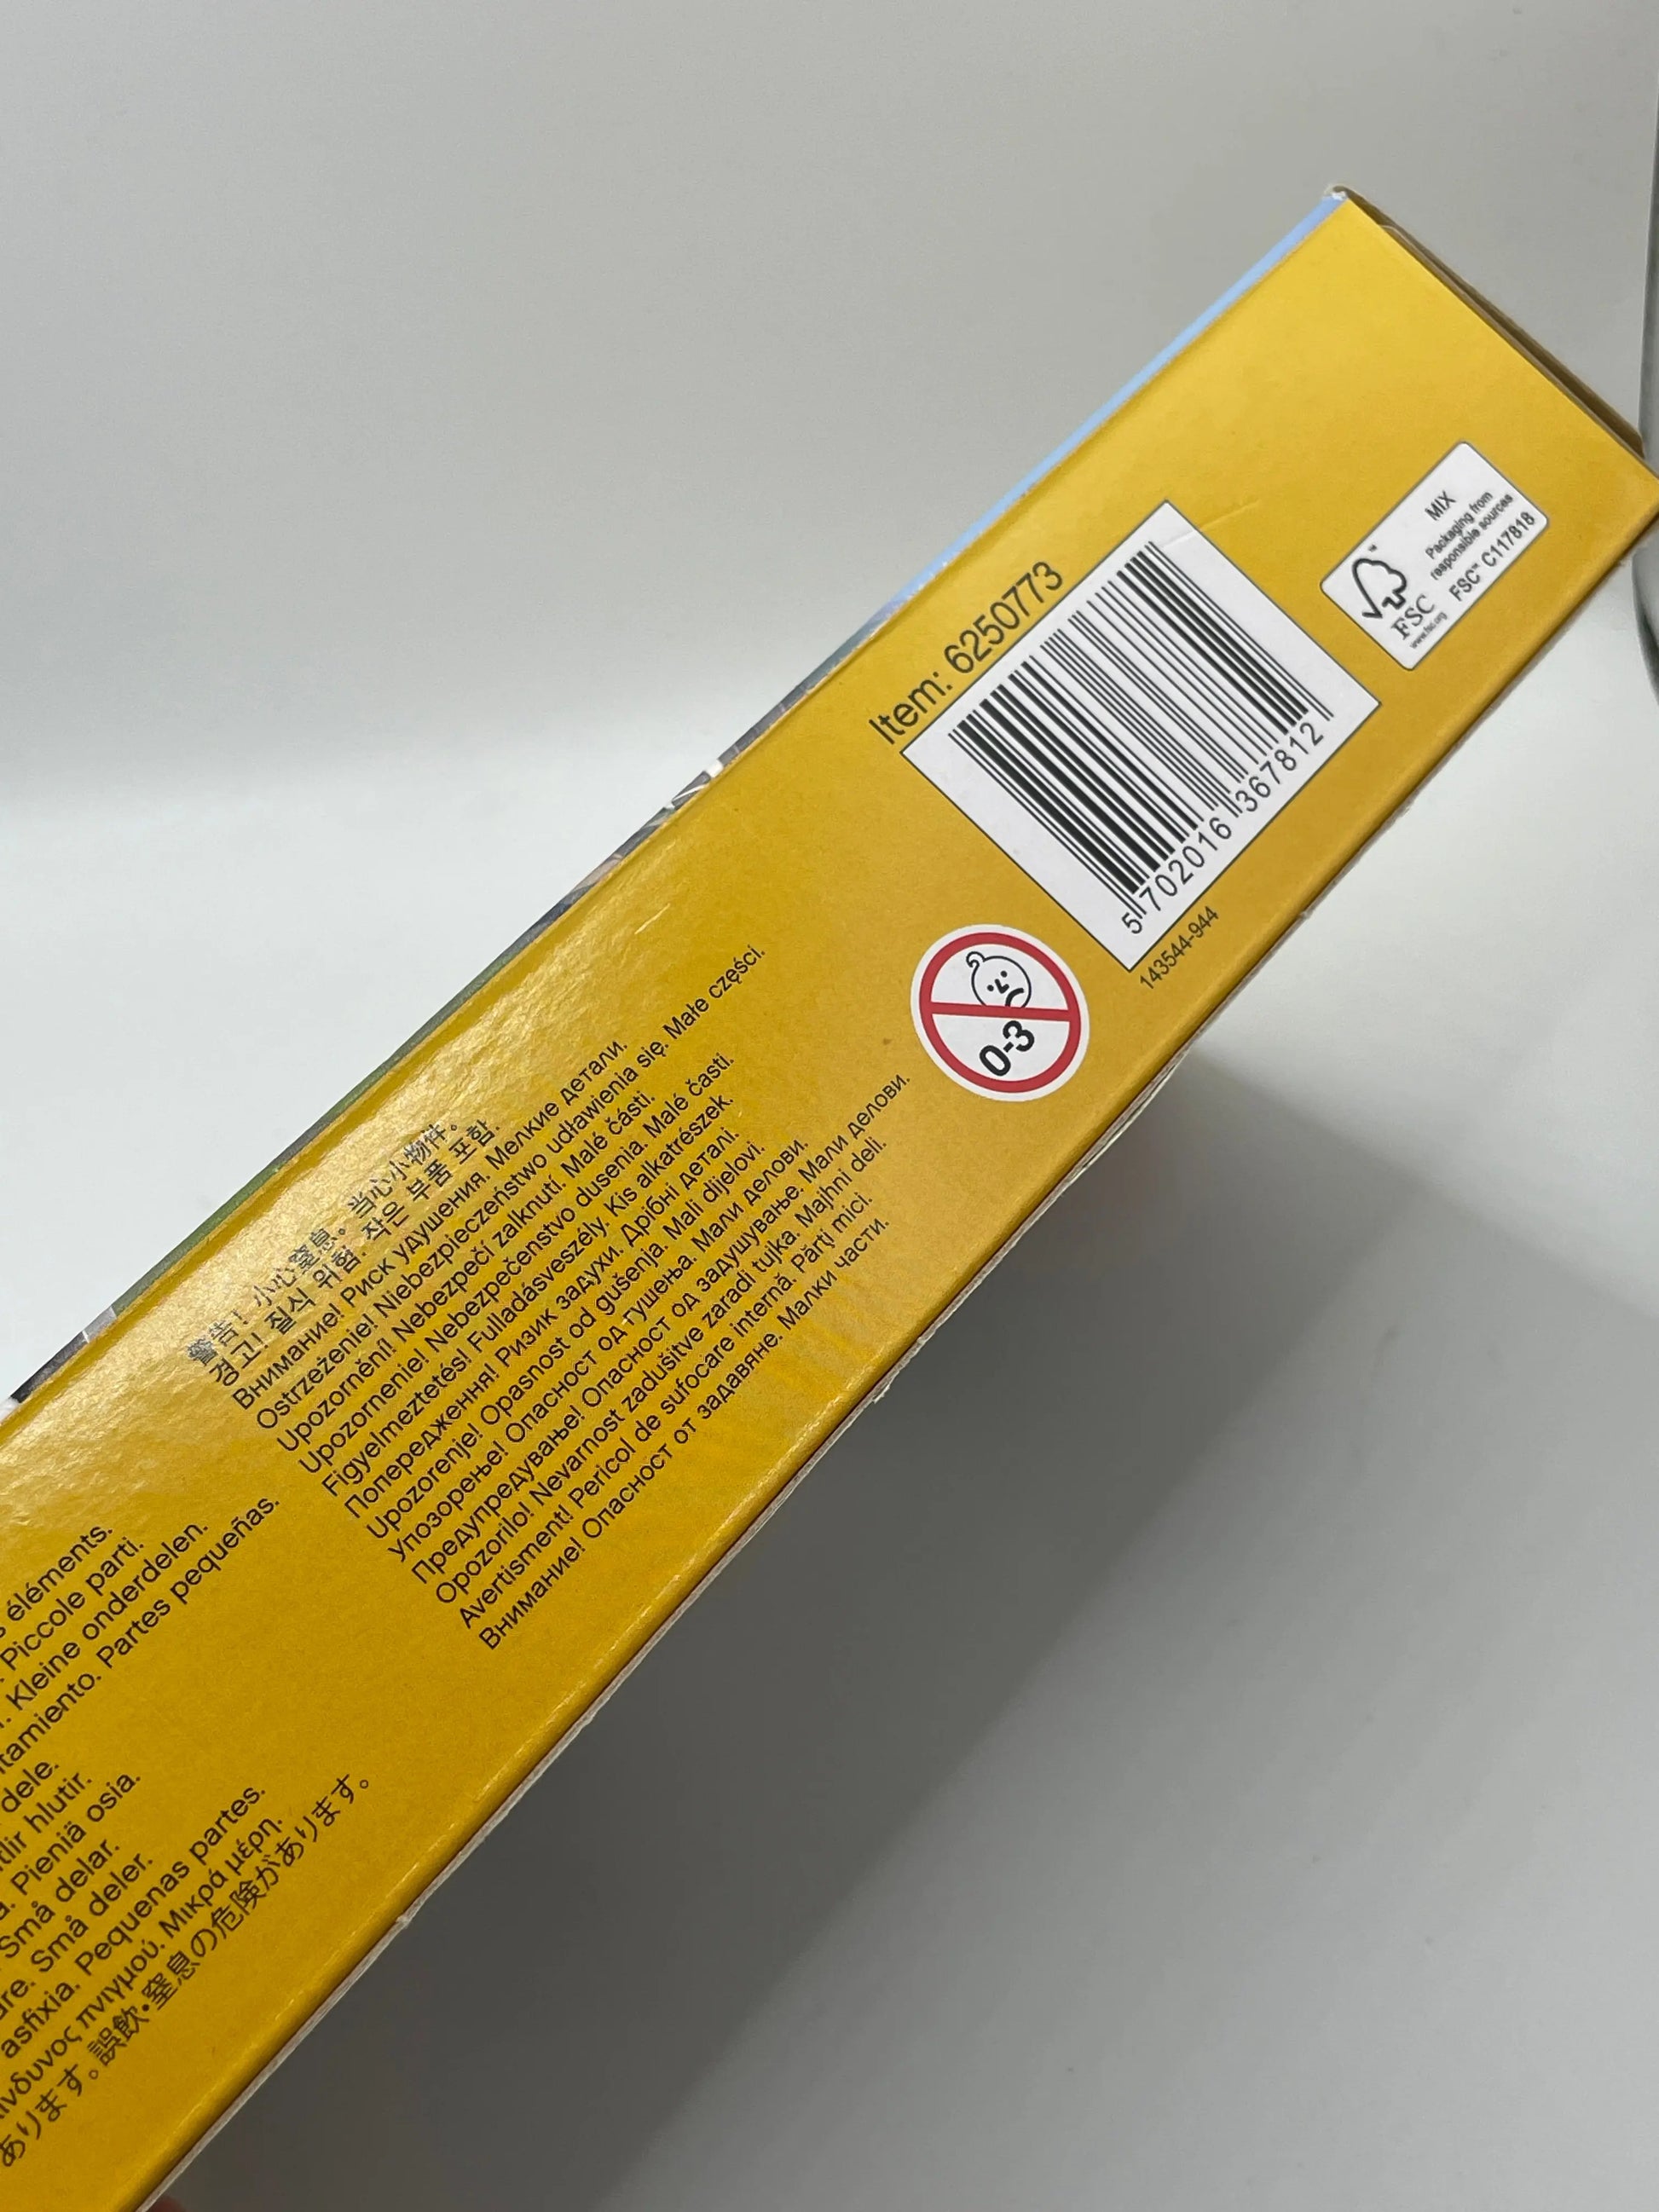 s éléments.
. Piccole parti.
. Kleine onderdelen.
tamiento. Partes pequeñas.
dele.
tlir hlutir.
a. Pieniä osia.
Små delar.
are. Små deler.
asfixia. Pequenas partes.
ίνδυνος πνιγμού. Μικρά μέρη.
あります。誤飲・窒息の危険があります。
警告！小心窒息。当心小物件。
경고! 질식 위험. 작은 부품 포함.
Внимание! Риск удушения. Мелкие детали.
Ostrzeżenie! Niebezpieczeństwo udławienia się. Małe części.
Upozornění! Nebezpečí zalknutí. Malé části.
Upozornenie! Nebezpečenstvo dusenia. Malé časti.
Figyelmeztetés! Fulladásveszély. Kis alkatrészek.
Попередження! Ризик задухи. Дрібні деталі.
Upozorenje! Opasnost od gušenja. Mali dijelovi.
Упозорење! Опасност од гушења. Мали делови.
Предупредување! Опасност од задушување. Мали делови.
Opozorilo! Nevarnost zadušitve zaradi tujka. Majhni deli.
Avertisment! Pericol de sufocare internă. Părți mici.
Внимание! Опасност от задавяне. Малки части.
0-3
Item: 6250773
5 702016 367812
143544-944
FSC
www.fsc.org
MIX
Packaging from
responsible sources
FSC™ C117818